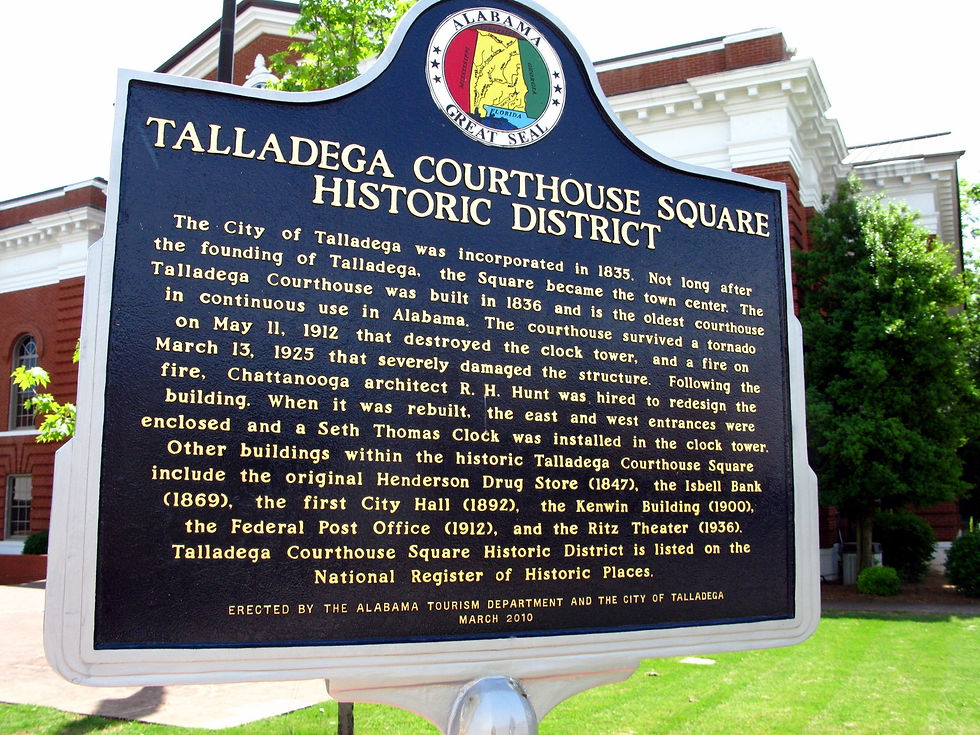 ALABAMA
MISSISSIPPI
GEORGIA
FLORIDA
GREAT SEAL
TALLADEGA COURTHOUSE SQUARE
HISTORIC DISTRICT
The City of Talladega was incorporated in 1835. Not long after
the founding of Talladega, the Square became the town center. The
Talladega Courthouse was built in 1836 and is the oldest courthouse
in continuous use in Alabama. The courthouse survived a tornado
on May 11, 1912 that destroyed the clock tower, and a fire on
March 13, 1925 that severely damaged the structure. Following the
fire, Chattanooga architect R. H. Hunt was hired to redesign the
building. When it was rebuilt, the east and west entrances were
enclosed and a Seth Thomas Clock was installed in the clock tower.
Other buildings within the historic Talladega Courthouse Square
include the original Henderson Drug Store (1847), the Isbell Bank
(1869), the first City Hall (1892), the Kenwin Building (1900),
the Federal Post Office (1912), and the Ritz Theater (1936).
Talladega Courthouse Square Historic District is listed on the
National Register of Historic Places.
ERECTED BY THE ALABAMA TOURISM DEPARTMENT AND THE CITY OF TALLADEGA
MARCH 2010